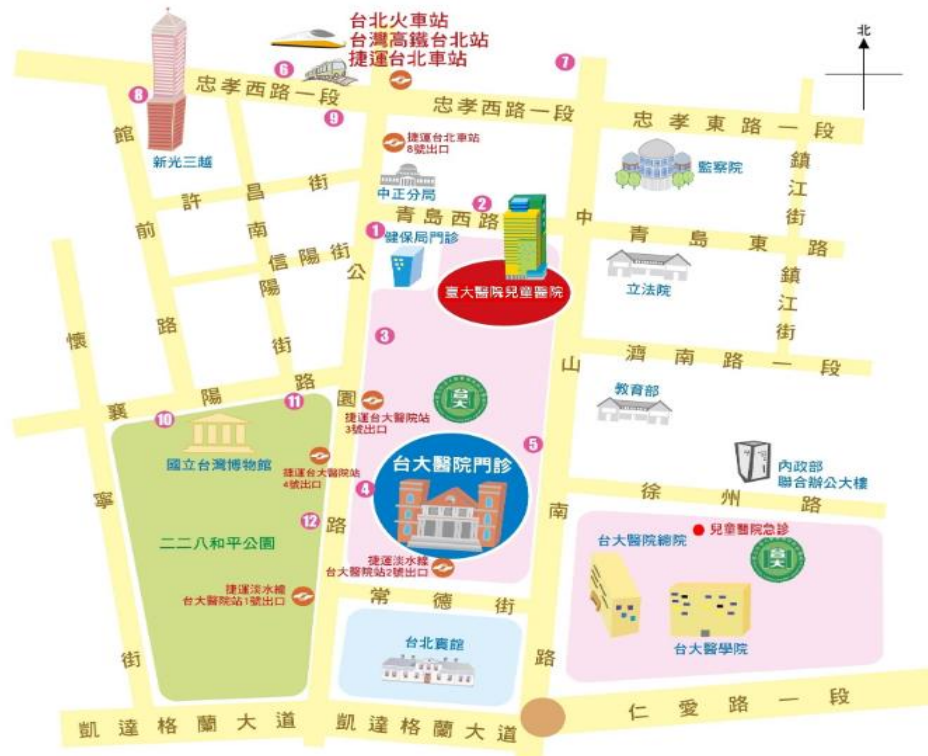 台北火車站
台灣高鐵台北站
捷運台北車站
北
6
7
8
忠孝西路一段
9
忠孝西路一段
忠孝東路一段
館前路
新光三越
捷運台北車站
8號出口
監察院
鎮江街
中正分局
許昌街
南陽街
青島西路
2
中山南路
青島東路
1
健保局門診
信陽街
公園路
立法院
鎮江街
臺大醫院兒童醫院
懷寧街
3
濟南路一段
教育部
襄陽路
11
10
台大
捷運台大醫院站
3號出口
國立台灣博物館
捷運台大醫院站
4號出口
台大醫院門診
5
4
內政部
聯合辦公大樓
徐州路
12
二二八和平公園
兒童醫院急診
台大醫院總院
台大
捷運淡水線
台大醫院站2號出口
捷運淡水線
台大醫院站1號出口
常德街
台北賓館
台大醫學院
仁愛路一段
凱達格蘭大道
凱達格蘭大道